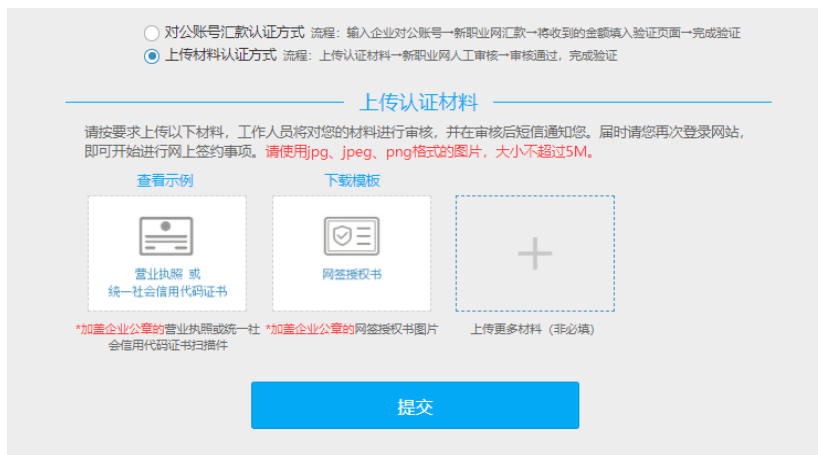 对公账号汇款认证方式 流程：输入企业对公账号→新职业网汇款→将收到的金额填入验证页面→完成验证
上传材料认证方式 流程：上传认证材料→新职业网人工审核→审核通过，完成验证
上传认证材料
请按要求上传以下材料，工作人员将对您的材料进行审核，并在审核后短信通知您。届时请您再次登录网站，
即可开始进行网上签约事项。请使用jpg、jpeg、png格式的图片，大小不超过5M。
查看示例
下载模板
营业执照 或
统一社会信用代码证书
网签授权书
*加盖企业公章的营业执照或统一社
会信用代码证书扫描件
*加盖企业公章的网签授权书图片
上传更多材料（非必填）
提交